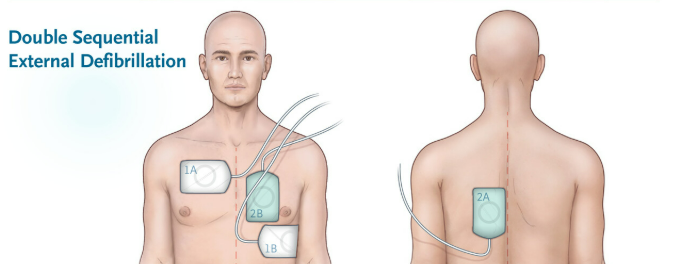 Double Sequential
External Defibrillation
1A
2B
1B
2A